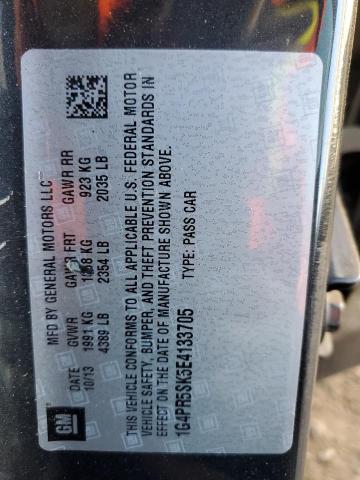 MFD BY GENERAL MOTORS LLC
DATE GVWR GAWR FRT GAWR RR
10/13 1991 KG 1068 KG 923 KG
4389 LB 2354 LB 2035 LB
THIS VEHICLE CONFORMS TO ALL APPLICABLE U.S. FEDERAL MOTOR
VEHICLE SAFETY, BUMPER, AND THEFT PREVENTION STANDARDS IN
EFFECT ON THE DATE OF MANUFACTURE SHOWN ABOVE.
1G4PR5SK5E4133705 TYPE: PASS CAR
GM